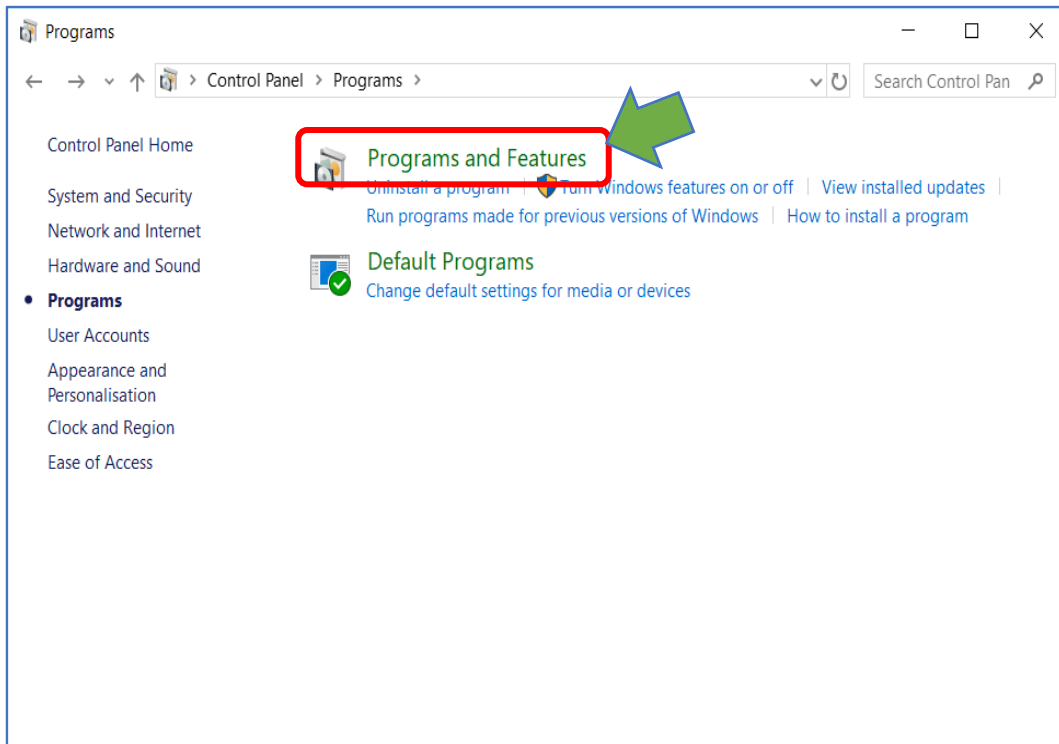 Programs
Control Panel > Programs >
Search Control Pan
Control Panel Home
System and Security
Network and Internet
Hardware and Sound
Programs
User Accounts
Appearance and
Personalisation
Clock and Region
Ease of Access
Programs and Features
Uninstall a program | Turn Windows features on or off | View installed updates |
Run programs made for previous versions of Windows | How to install a program
Default Programs
Change default settings for media or devices